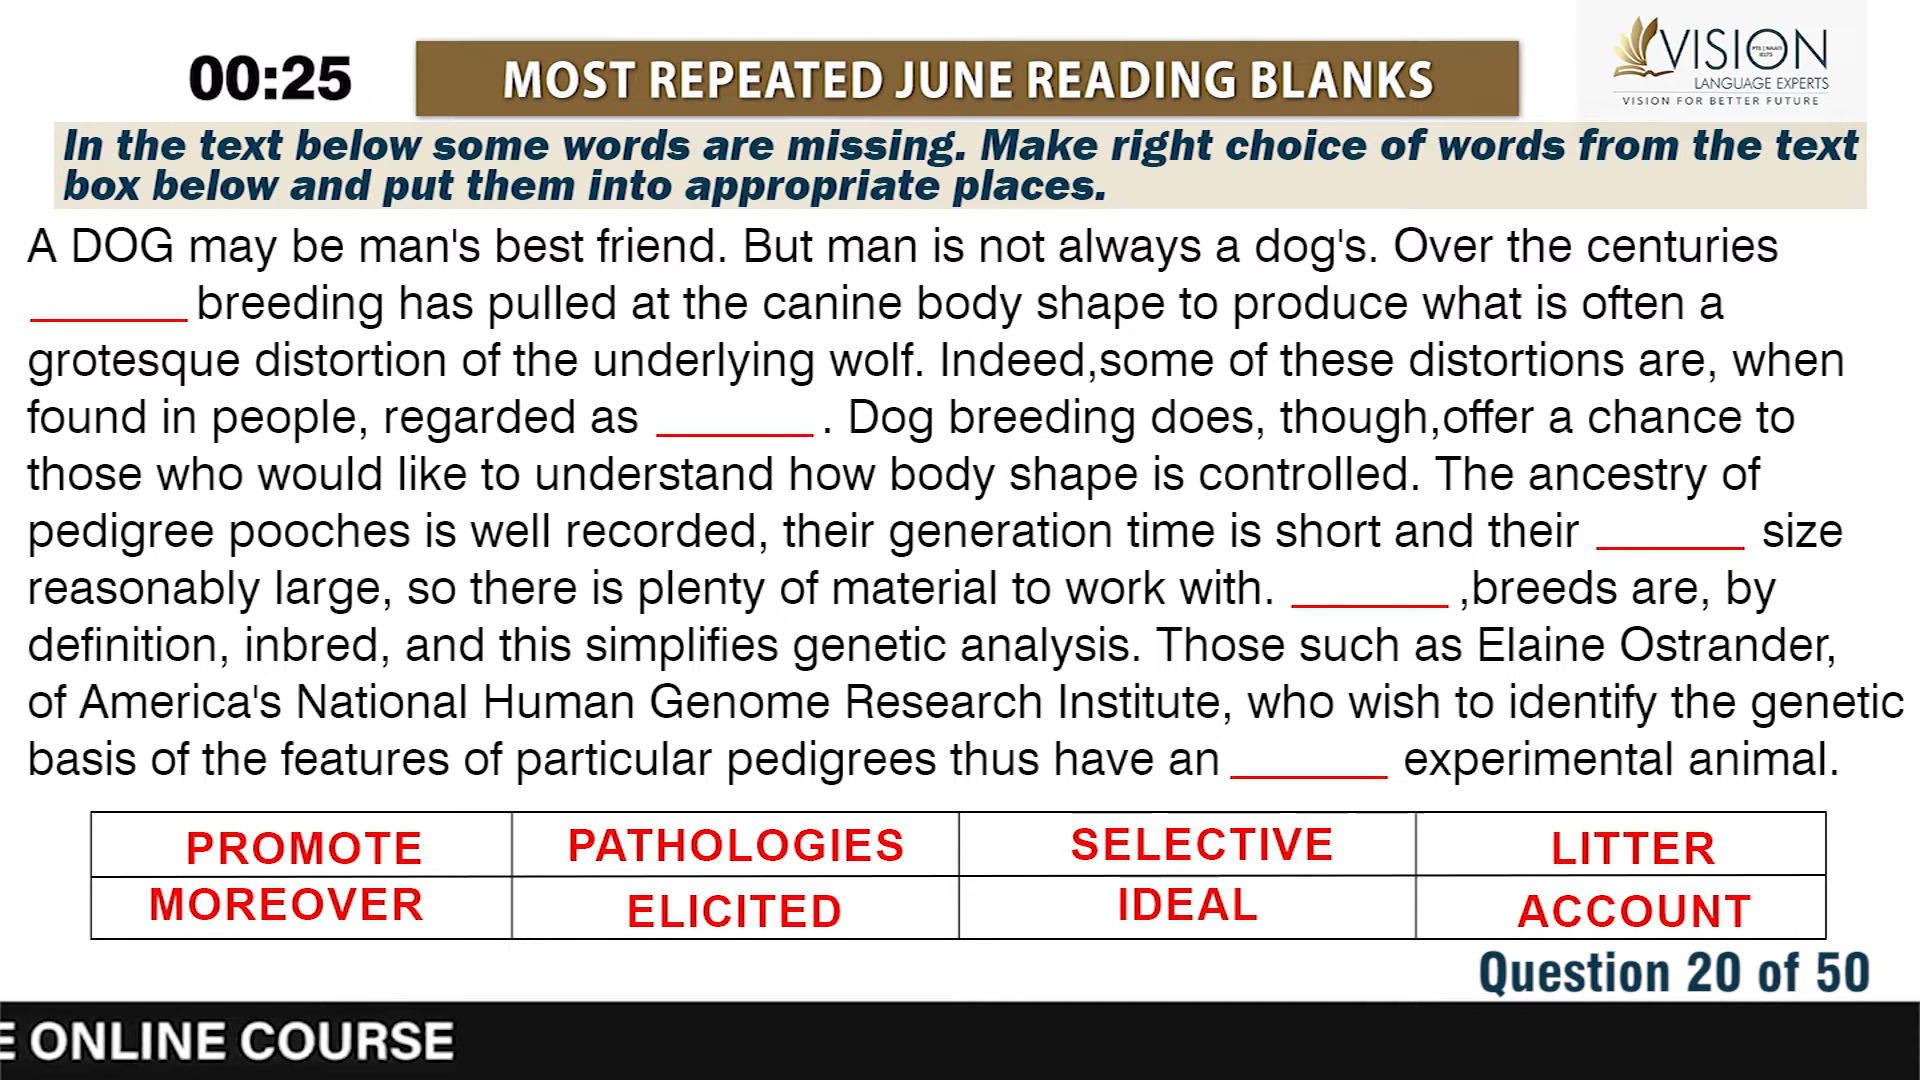 00:25
MOST REPEATED JUNE READING BLANKS
VISION
PTE | NAATI
IELTS
LANGUAGE EXPERTS
VISION FOR BETTER FUTURE
In the text below some words are missing. Make right choice of words from the text
box below and put them into appropriate places.
A DOG may be man's best friend. But man is not always a dog's. Over the centuries
_______ breeding has pulled at the canine body shape to produce what is often a
grotesque distortion of the underlying wolf. Indeed,some of these distortions are, when
found in people, regarded as _______ . Dog breeding does, though,offer a chance to
those who would like to understand how body shape is controlled. The ancestry of
pedigree pooches is well recorded, their generation time is short and their _______ size
reasonably large, so there is plenty of material to work with. _______ ,breeds are, by
definition, inbred, and this simplifies genetic analysis. Those such as Elaine Ostrander,
of America's National Human Genome Research Institute, who wish to identify the genetic
basis of the features of particular pedigrees thus have an _______ experimental animal.
PROMOTE PATHOLOGIES SELECTIVE LITTER
MOREOVER ELICITED IDEAL ACCOUNT
Question 20 of 50
E ONLINE COURSE